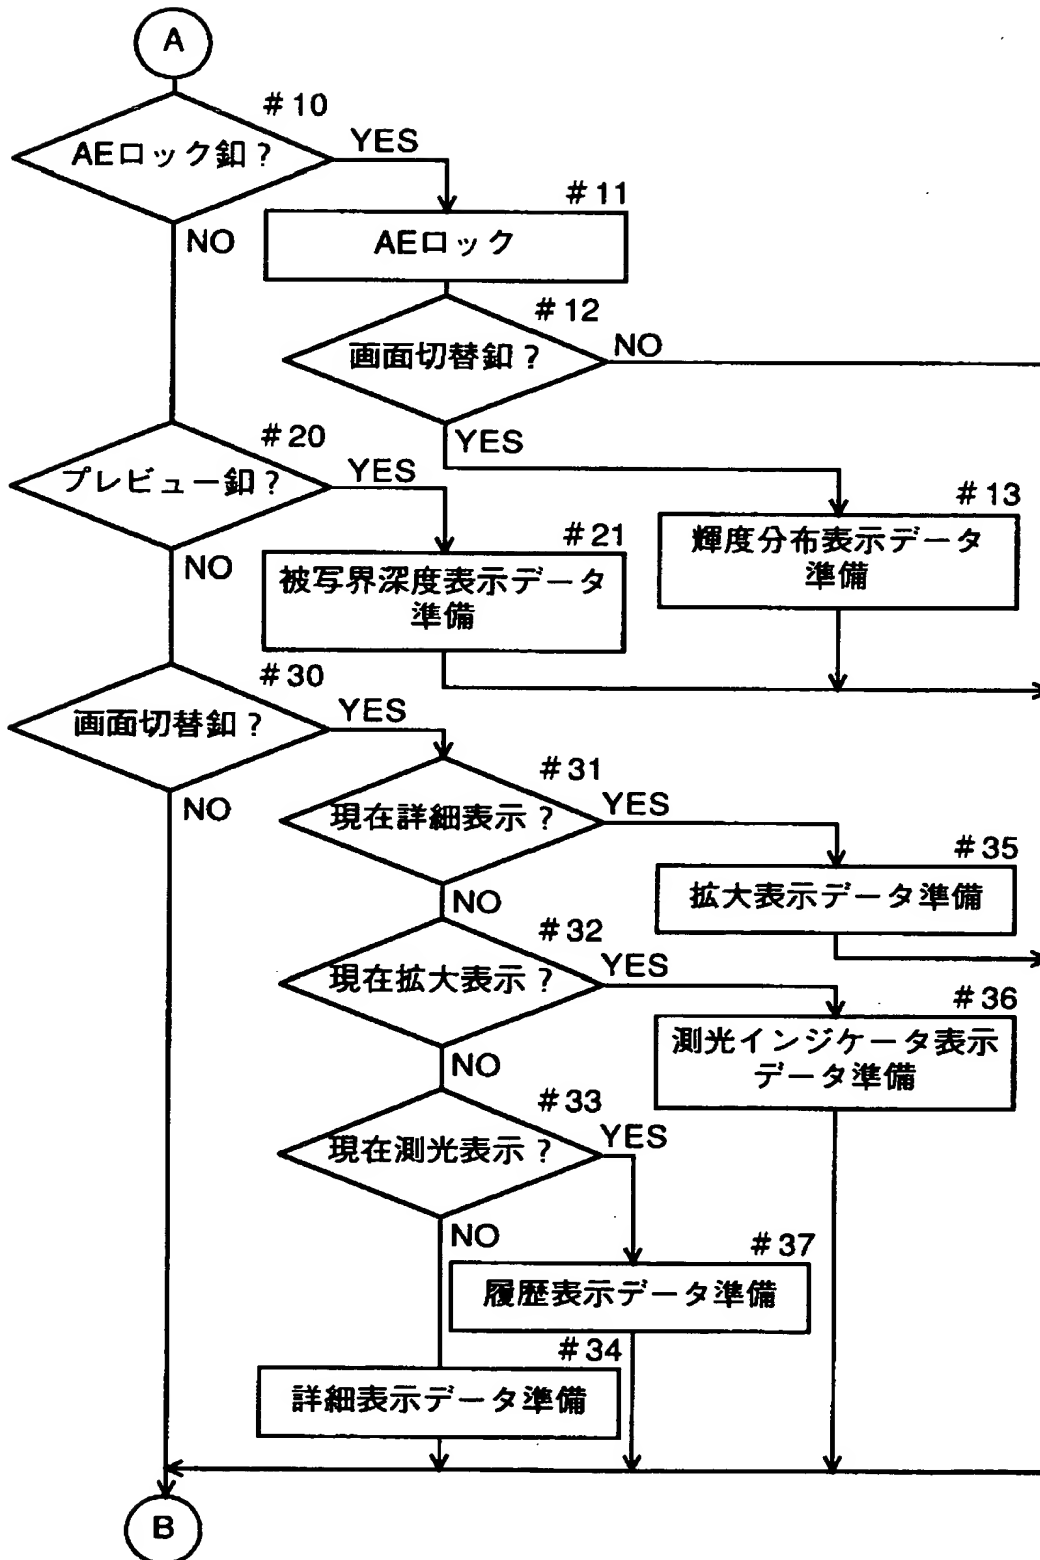 A
#10
AEロック釦?
YES
NO
#11
AEロック
#12
画面切替釦?
NO
YES
#13
輝度分布表示データ
準備
#20
プレビュー釦?
YES
NO
#21
被写界深度表示データ
準備
#30
画面切替釦?
YES
NO
#31
現在詳細表示?
YES
NO
#35
拡大表示データ準備
#32
現在拡大表示?
YES
NO
#36
測光インジケータ表示
データ準備
#33
現在測光表示?
YES
NO
#37
履歴表示データ準備
#34
詳細表示データ準備
B